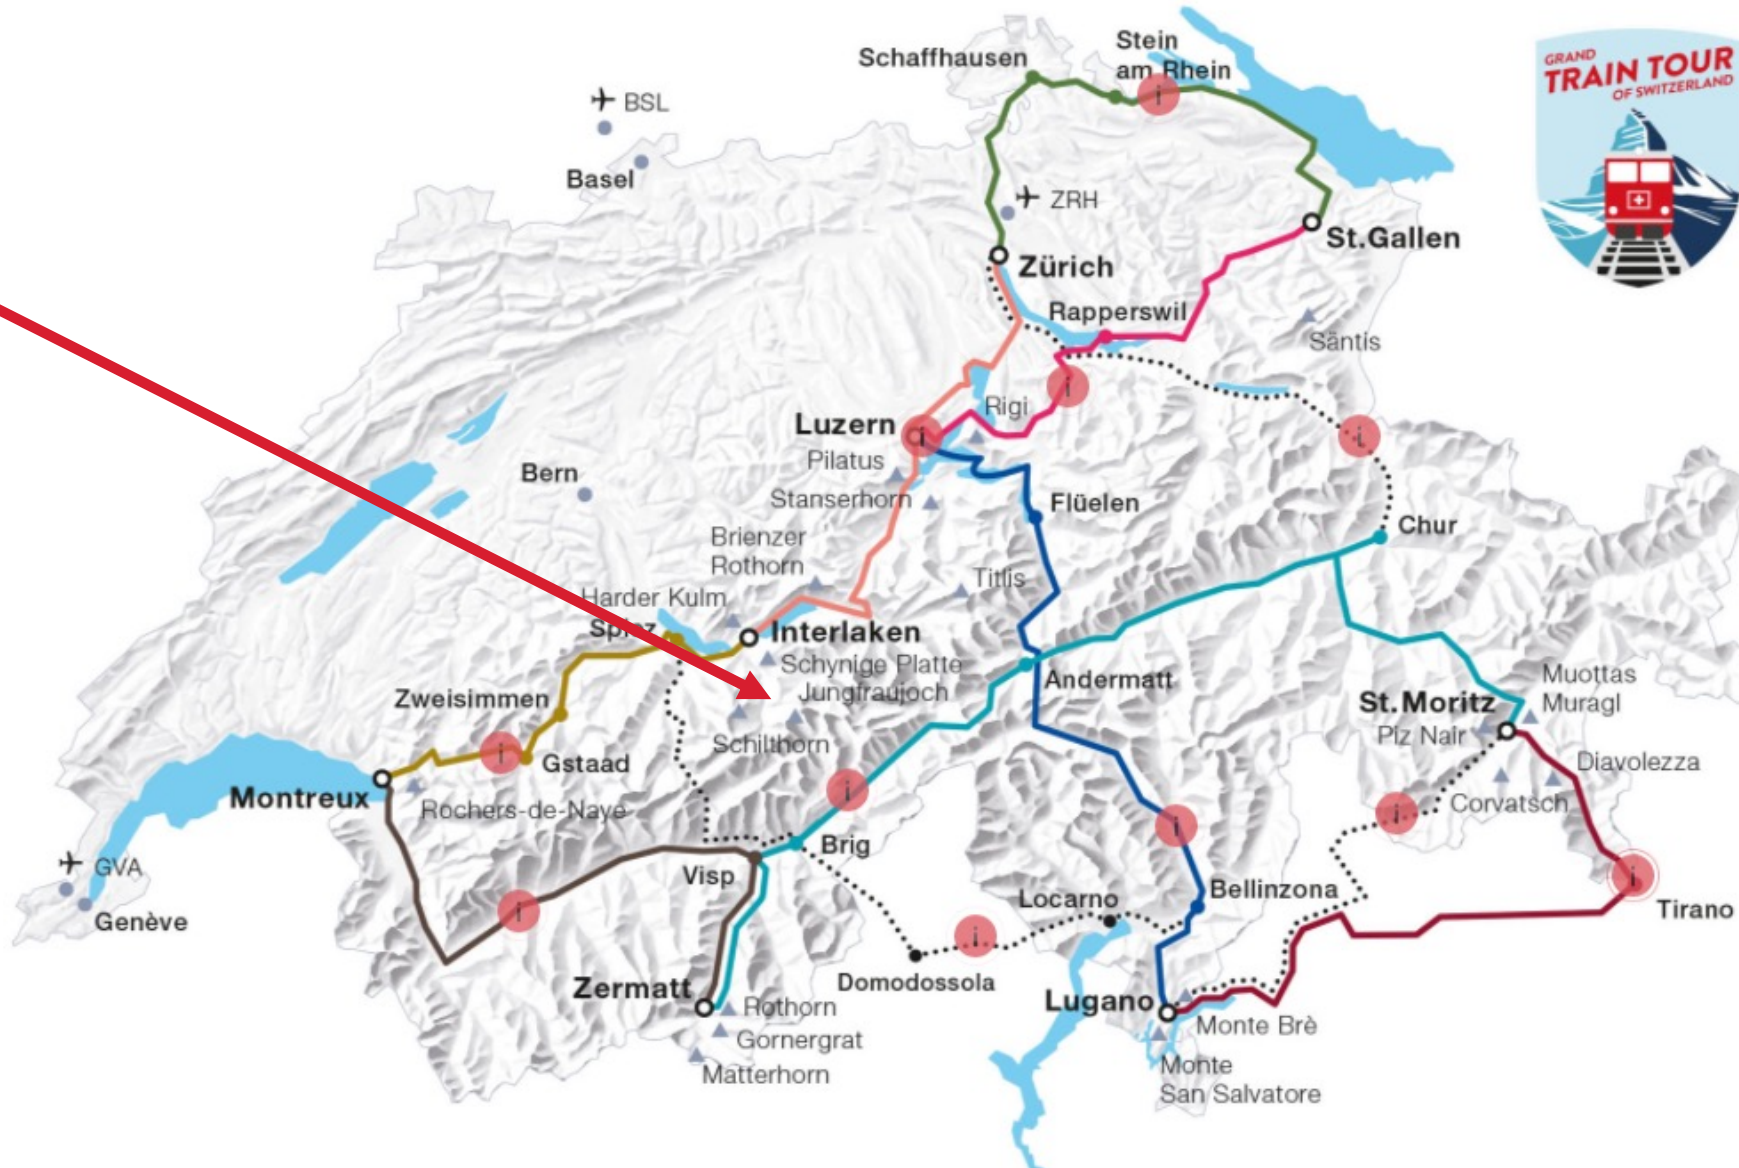 GRAND
TRAIN TOUR
OF SWITZERLAND
Schaffhausen
Stein
am Rhein
i
BSL
Basel
ZRH
St.Gallen
Zürich
Rapperswil
Säntis
i
Rigi
Luzern
i
i
Pilatus
Bern
Stanserhorn
Flüelen
Chur
Brienzer
Rothorn
Titlis
Harder Kulm
Spiez
Interlaken
Schynige Platte
Jungfraujoch
Andermatt
Muottas
Muragl
Zweisimmen
St.Moritz
Piz Nair
Schilthorn
i
Gstaad
Diavolezza
Montreux
i
Rochers-de-Naye
Corvatsch
i
i
Brig
GVA
Visp
i
Tirano
Bellinzona
Locarno
Genève
i
i
Domodossola
Zermatt
Lugano
Rothorn
Monte Brè
Gornergrat
Monte
San Salvatore
Matterhorn